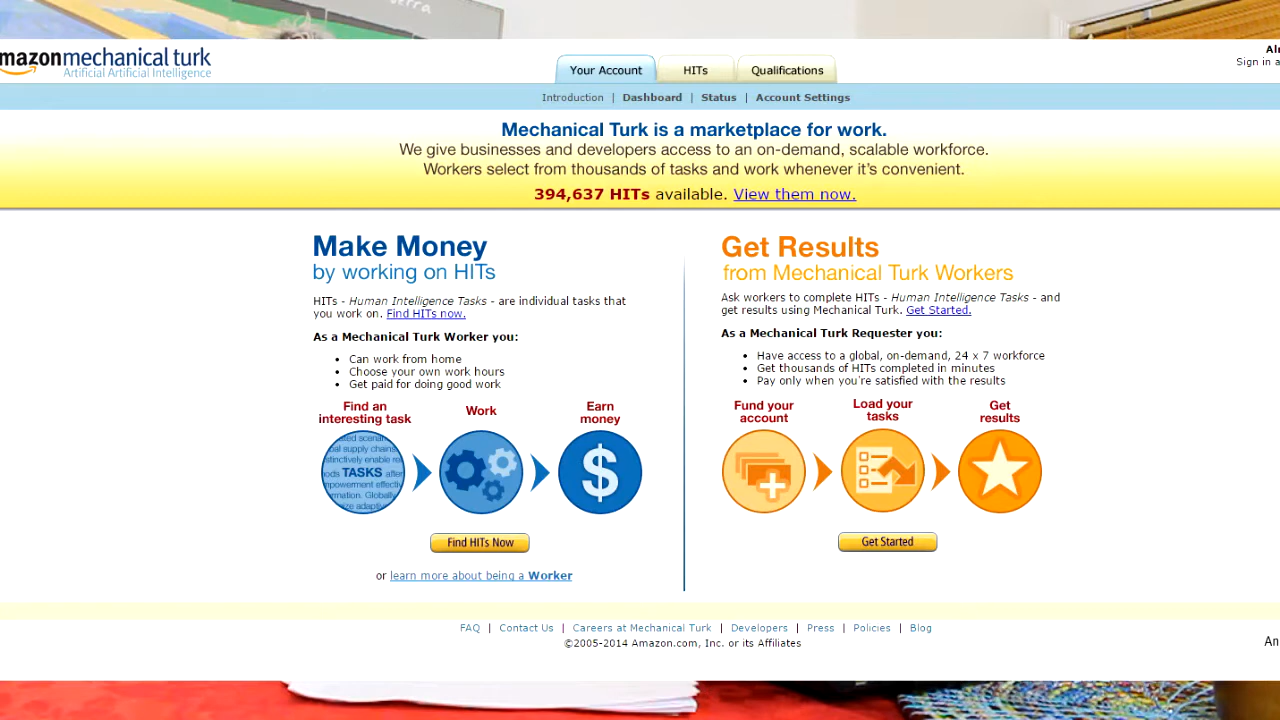 mazonmechanical turk
Artificial Artificial Intelligence
Your Account
HITs
Qualifications
Sign in a
Introduction | Dashboard | Status | Account Settings
Mechanical Turk is a marketplace for work.
We give businesses and developers access to an on-demand, scalable workforce.
Workers select from thousands of tasks and work whenever it's convenient.
394,637 HITs available. View them now.
Make Money
by working on HITs
HITs - Human Intelligence Tasks - are individual tasks that
you work on. Find HITs now.
As a Mechanical Turk Worker you:
• Can work from home
• Choose your own work hours
• Get paid for doing good work
Find an
interesting task
Work
Earn
money
TASKS after
$
Find HITs Now
or learn more about being a Worker
Get Results
from Mechanical Turk Workers
Ask workers to complete HITs - Human Intelligence Tasks - and
get results using Mechanical Turk. Get Started.
As a Mechanical Turk Requester you:
• Have access to a global, on-demand, 24 x 7 workforce
• Get thousands of HITs completed in minutes
• Pay only when you're satisfied with the results
Fund your
account
Load your
tasks
Get
results
Get Started
FAQ | Contact Us | Careers at Mechanical Turk | Developers | Press | Policies | Blog
©2005-2014 Amazon.com, Inc. or its Affiliates
An